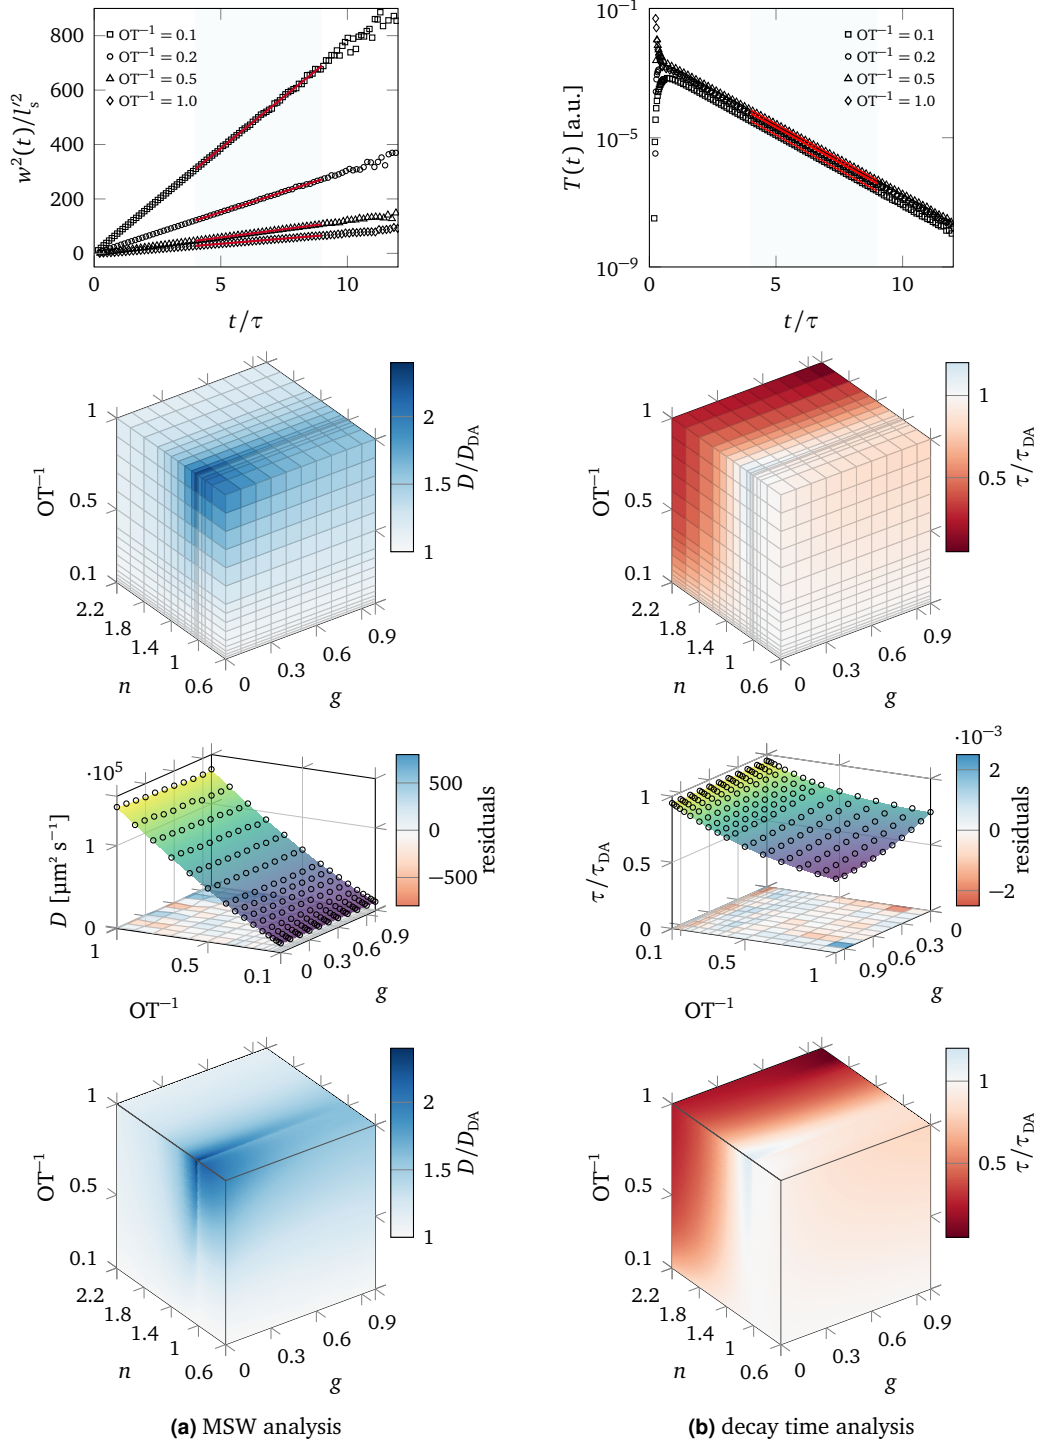 800
600
400
200
0
w²(t)/l′ₛ²
OT⁻¹ = 0.1
OT⁻¹ = 0.2
OT⁻¹ = 0.5
OT⁻¹ = 1.0
0 5 10
t/τ
10⁻¹
10⁻⁵
10⁻⁹
T(t) [a.u.]
OT⁻¹ = 0.1
OT⁻¹ = 0.2
OT⁻¹ = 0.5
OT⁻¹ = 1.0
0 5 10
t/τ
1
0.5
0.1
OT⁻¹
2.2
1.8
1.4
1
0.6
n
0
0.3
0.6
0.9
g
2
1.5
1
D/D_DA
1
0.5
0.1
OT⁻¹
2.2
1.8
1.4
1
0.6
n
0
0.3
0.6
0.9
g
1
0.5
τ/τ_DA
·10⁵
1
0
D [µm² s⁻¹]
1
0.5
0.1
OT⁻¹
0
0.3
0.6
0.9
g
500
0
−500
residuals
1
0.5
0
τ/τ_DA
0.1
0.5
1
OT⁻¹
0.9
0.6
0.3
0
g
·10⁻³
2
0
−2
residuals
1
0.5
0.1
OT⁻¹
2.2
1.8
1.4
1
0.6
n
0
0.3
0.6
0.9
g
2
1.5
1
D/D_DA
1
0.5
0.1
OT⁻¹
2.2
1.8
1.4
1
0.6
n
0
0.3
0.6
0.9
g
1
0.5
τ/τ_DA
(a) MSW analysis
(b) decay time analysis